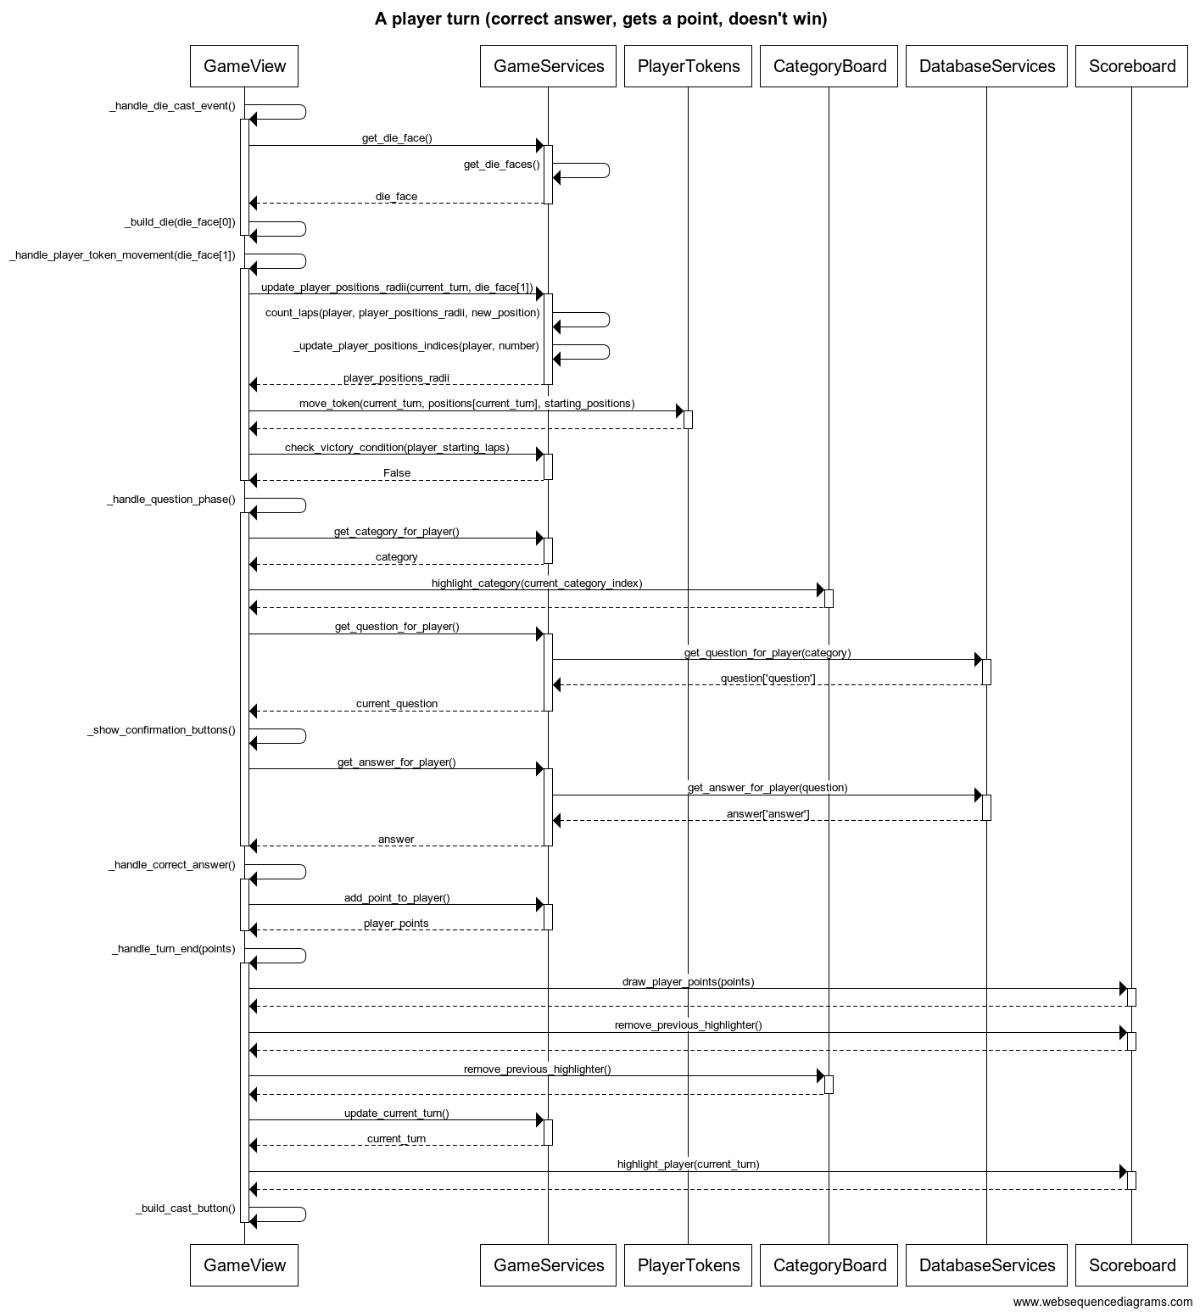 A player turn (correct answer, gets a point, doesn't win)
GameView
GameServices
PlayerTokens
CategoryBoard
DatabaseServices
Scoreboard
_handle_die_cast_event()
get_die_face()
get_die_faces()
die_face
_build_die(die_face[0])
_handle_player_token_movement(die_face[1])
update_player_positions_radii(current_turn, die_face[1])
count_laps(player, player_positions_radii, new_position)
_update_player_positions_indices(player, number)
player_positions_radii
move_token(current_turn, positions[current_turn], starting_positions)
check_victory_condition(player_starting_laps)
False
_handle_question_phase()
get_category_for_player()
category
highlight_category(current_category_index)
get_question_for_player()
get_question_for_player(category)
question['question']
current_question
_show_confirmation_buttons()
get_answer_for_player()
get_answer_for_player(question)
answer['answer']
answer
_handle_correct_answer()
add_point_to_player()
player_points
_handle_turn_end(points)
draw_player_points(points)
remove_previous_highlighter()
remove_previous_highlighter()
update_current_turn()
current_turn
highlight_player(current_turn)
_build_cast_button()
GameView
GameServices
PlayerTokens
CategoryBoard
DatabaseServices
Scoreboard
www.websequencediagrams.com